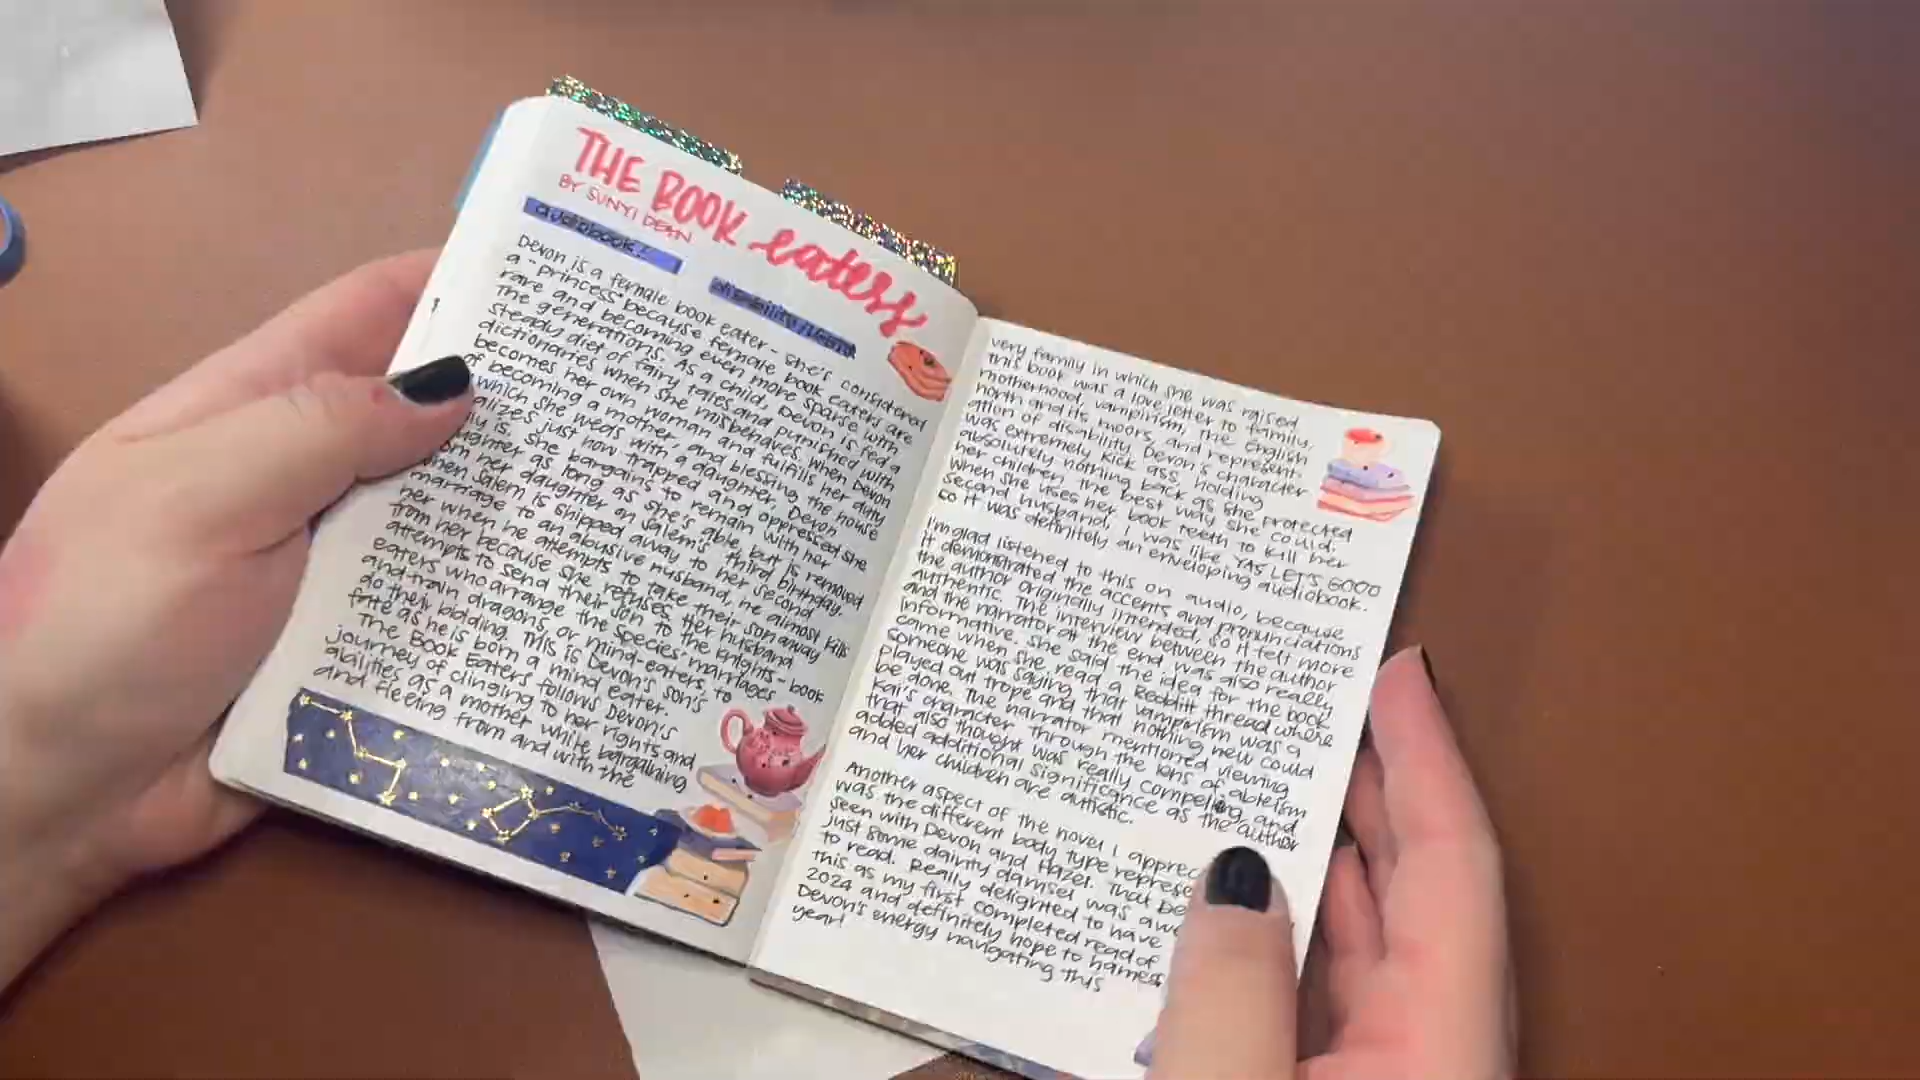 THE BOOK eaters
BY SUNYI DEAN
audiobook!
Devon is a female book eater - she's considered
a "princess" because female book eaters are
rare and becoming even more sparse with
the generations. As a child, Devon is fed a
steady diet of fairy tales and punished with
dictionaries when she misbehaves. When Devon
becomes her own woman and fulfills her duty
of becoming a mother, and blessing the house
which she weds with a daughter, Devon
just how trapped and oppressed she
is. She bargains to remain with her
as long as she's able, but is removed
her daughter on Salem's third birthday.
When Salem is shipped away to her second
marriage to an abusive husband, he almost kills
her when he attempts to take their son away
from her because she refuses. Her husband
attempts to send their son to the knights - book
eaters who arrange the species' marriages
and train dragons, or mind-eaters, to
do their bidding. This is Devon's son's
fate as he is born a mind eater.
The Book Eaters follows Devon's
journey of clinging to her rights and
abilities as a mother while bargaining
and fleeing from and with the
very family in which she was raised.
this book was a love letter to family,
motherhood, vampirism, the English
north and its moors, and represent-
ation of disability. Devon's character
was extremely kick ass, holding
absolutely nothing back as she protected
her children the best way she could.
When she uses her book teeth to kill her
second husband, I was like YAS LET'S GOOO
so it was definitely an enveloping audiobook.
I'm glad listened to this on audio, because
it demonstrated the accents and pronunciations
the author originally intended, so it felt more
authentic. The interview between the author
and the narrator at the end was also really
informative. She said the idea for the book
came when she read a Reddit thread where
someone was saying that vampirism was a
played out trope and that nothing new could
be done. The narrator mentioned viewing
Kai's character through the lens of ableism
that also thought was really compelling, and
added additional significance as the author
and her children are autistic.
Another aspect of the novel I
was the different body type
seen with Devon and Hazel. That
just some dainty damsel was
to read. Really delighted to have
this as my first completed read of
2024 and definitely hope to harness
Devon's energy navigating this
year!